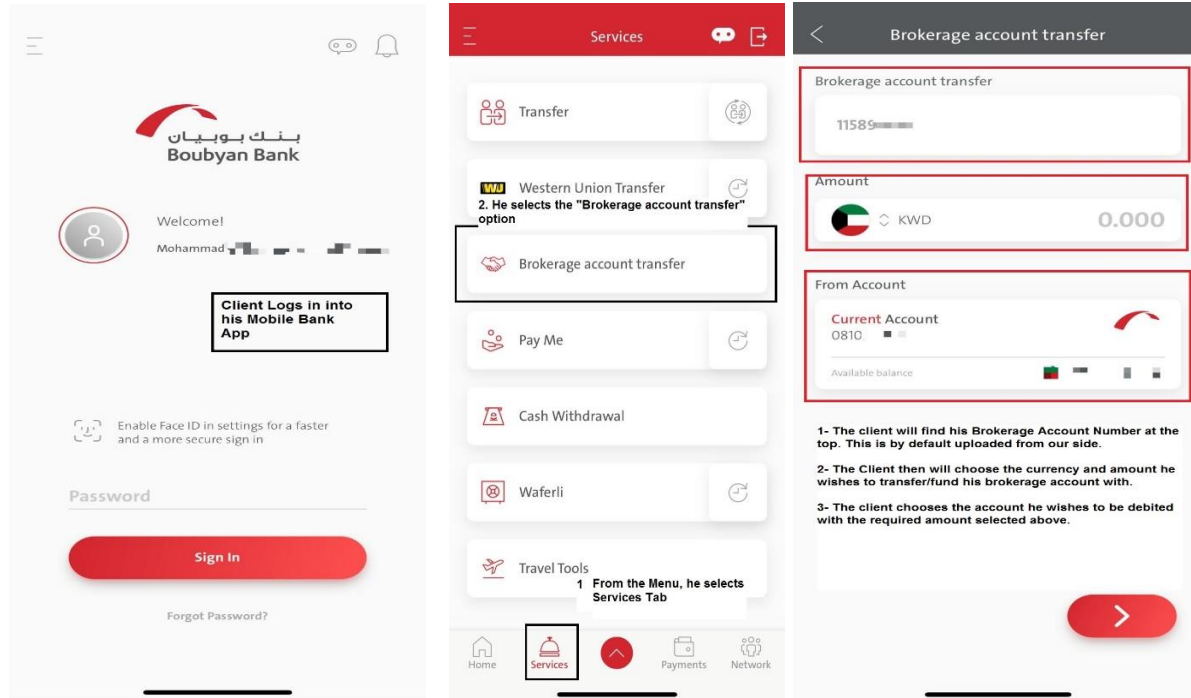 بنك بوبيان
Boubyan Bank
Welcome!
Mohammad
Client Logs in into
his Mobile Bank
App
Enable Face ID in settings for a faster
and a more secure sign in
Password
Sign In
Forgot Password?
Services
Transfer
WU Western Union Transfer
2. He selects the "Brokerage account transfer"
option
Brokerage account transfer
Pay Me
Cash Withdrawal
Waferli
Travel Tools
1 From the Menu, he selects
Services Tab
Home Services Payments Network
Brokerage account transfer
Brokerage account transfer
11589
Amount
KWD 0.000
From Account
Current Account
0810.
Available balance
1- The client will find his Brokerage Account Number at the
top. This is by default uploaded from our side.
2- The Client then will choose the currency and amount he
wishes to transfer/fund his brokerage account with.
3- The client chooses the account he wishes to be debited
with the required amount selected above.